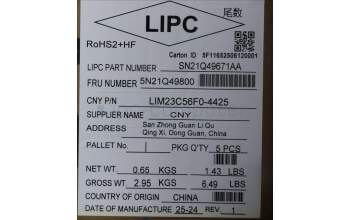 LIPC
尾数
RoHS2+HF
Carton ID 5F11652506120001
LIPC PART NUMBER SN21Q49671AA
FRU NUMBER 5N21Q49800
CNY P/N LIM23C56F0-4425
SUPPLIER NAME CNY
ADDRESS San Zhong Guan Li Qu
Qing Xi, Dong Guan, China
PALLET NO | PKG Q'TY 5 PCS
NET WT 0.65 KGS 1.43 LBS
GROSS WT 2.95 KGS 6.49 LBS
COUNTRY OF ORIGIN CHINA
DATE OF MANUFACTURE 25-24 REV